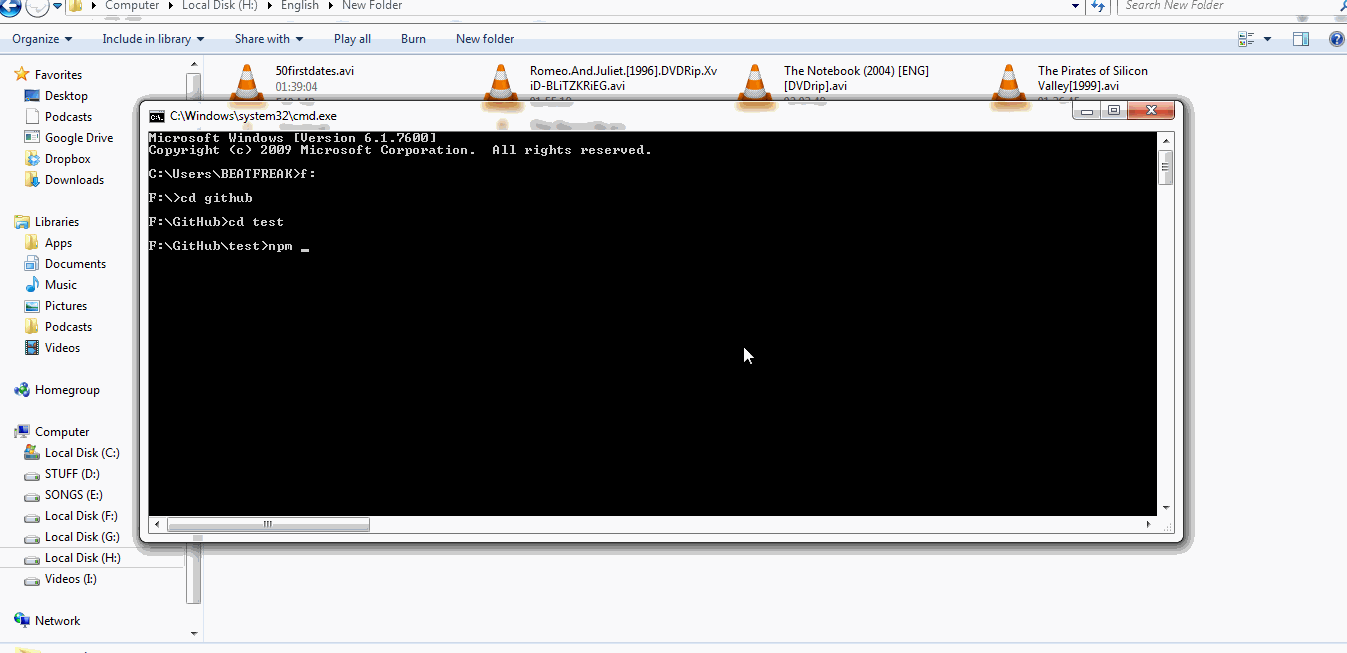 Computer Local Disk (H:) English New Folder
Search New Folder
Organize Include in library Share with Play all Burn New folder
Favorites
Desktop
Podcasts
Google Drive
Dropbox
Downloads
Libraries
Apps
Documents
Music
Pictures
Podcasts
Videos
Homegroup
Computer
Local Disk (C:)
STUFF (D:)
SONGS (E:)
Local Disk (F:)
Local Disk (G:)
Local Disk (H:)
Videos (I:)
Network
50firstdates.avi
01:39:04
Romeo.And.Juliet.[1996].DVDRip.Xv
iD-BLiTZKRiEG.avi
The Notebook (2004) [ENG]
[DVDrip].avi
The Pirates of Silicon
Valley[1999].avi
C:\Windows\system32\cmd.exe
Microsoft Windows [Version 6.1.7600]
Copyright (c) 2009 Microsoft Corporation.  All rights reserved.
C:\Users\BEATFREAK>f:
F:\>cd github
F:\GitHub>cd test
F:\GitHub\test>npm _